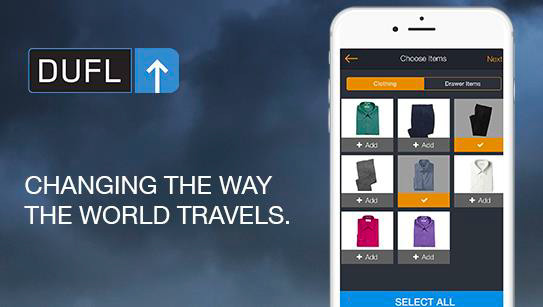 DUFL
CHANGING THE WAY
THE WORLD TRAVELS.
Choose Items
Next
Clothing
Drawer Items
+ Add
+ Add
+ Add
+ Add
+ Add
+ Add
SELECT ALL